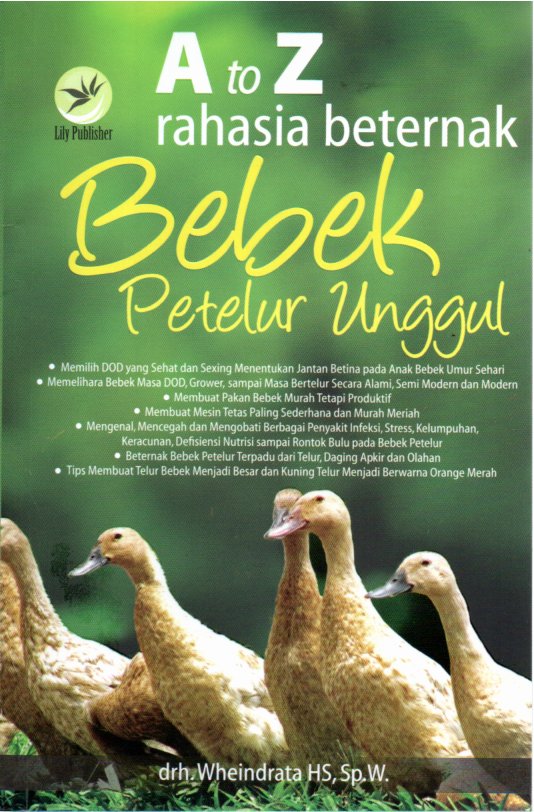 A to Z
Lily Publisher
rahasia beternak
Bebek
Petelur Unggul
• Memilih DOD yang Sehat dan Sexing Menentukan Jantan Betina pada Anak Bebek Umur Sehari
• Memelihara Bebek Masa DOD, Grower, sampai Masa Bertelur Secara Alami, Semi Modern dan Modern
• Membuat Pakan Bebek Murah Tetapi Produktif
• Membuat Mesin Tetas Paling Sederhana dan Murah Meriah
• Mengenal, Mencegah dan Mengobati Berbagai Penyakit Infeksi, Stress, Kelumpuhan,
Keracunan, Defisiensi Nutrisi sampai Rontok Bulu pada Bebek Petelur
• Beternak Bebek Petelur Terpadu dari Telur, Daging Apkir dan Olahan
• Tips Membuat Telur Bebek Menjadi Besar dan Kuning Telur Menjadi Berwarna Orange Merah
drh. Wheindrata HS, Sp.W.